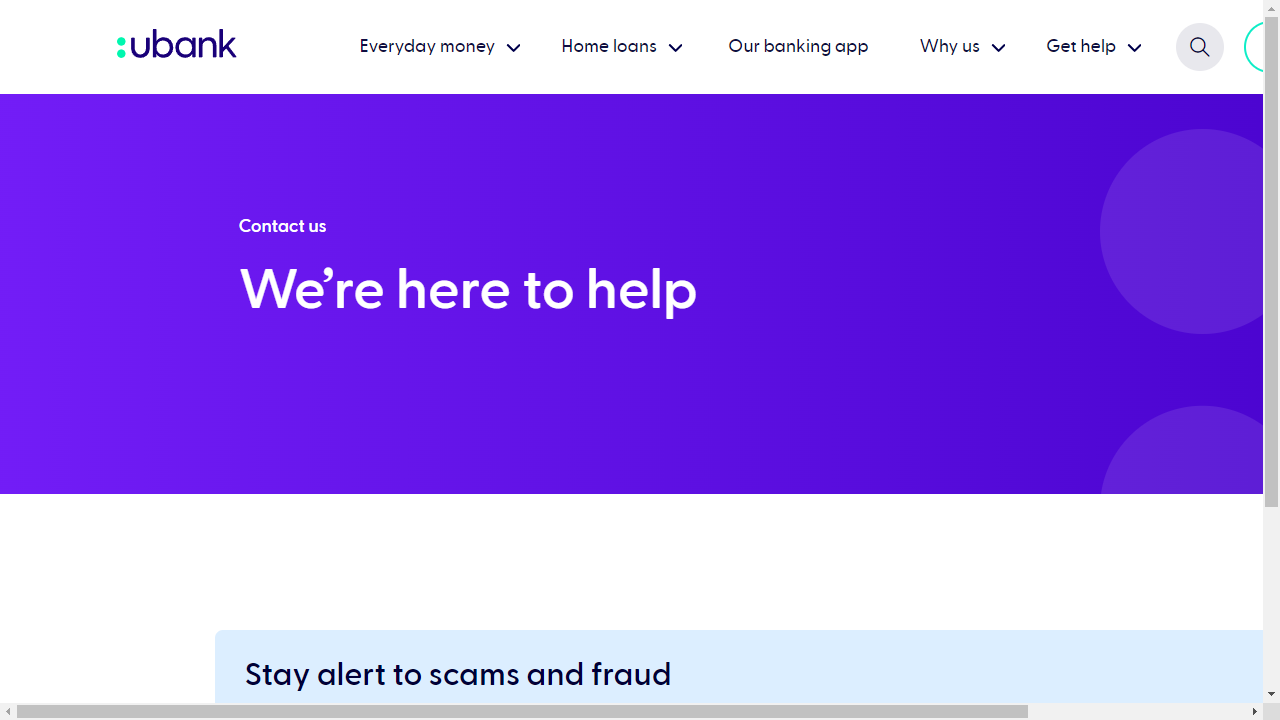 ubank
Everyday money
Home loans
Our banking app
Why us
Get help
Contact us
We’re here to help
Stay alert to scams and fraud